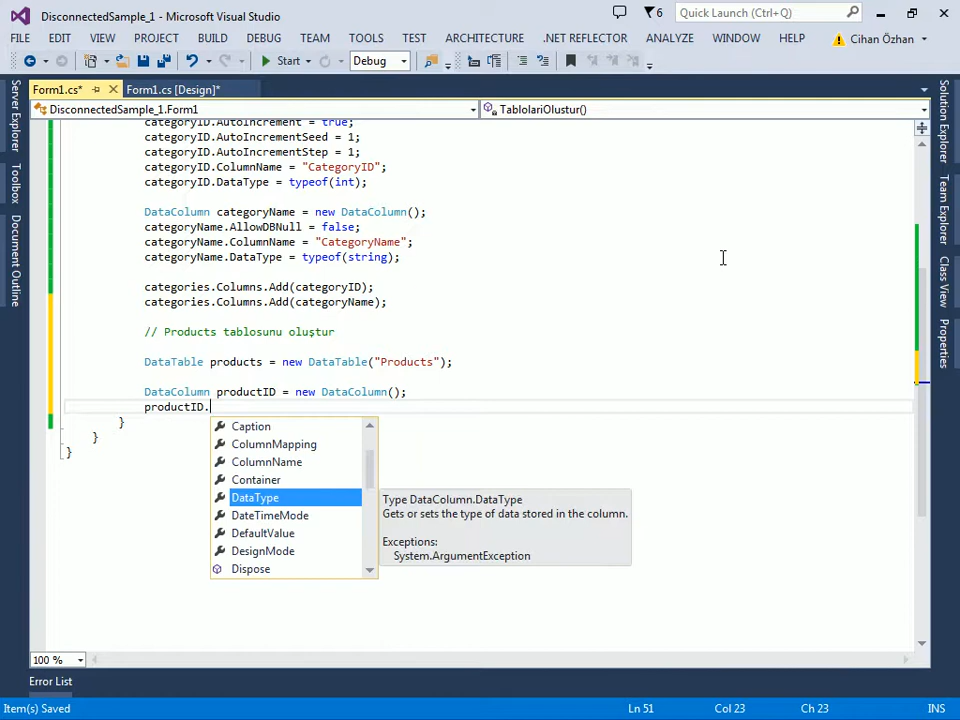 DisconnectedSample_1 - Microsoft Visual Studio
6
Quick Launch (Ctrl+Q)
FILE EDIT VIEW PROJECT BUILD DEBUG TEAM TOOLS TEST ARCHITECTURE .NET REFLECTOR ANALYZE WINDOW HELP Cihan Özhan
Start Debug
Form1.cs* Form1.cs [Design]*
DisconnectedSample_1.Form1 TablolariOlustur()
categoryID.AutoIncrement = true;
categoryID.AutoIncrementSeed = 1;
categoryID.AutoIncrementStep = 1;
categoryID.ColumnName = "CategoryID";
categoryID.DataType = typeof(int);
DataColumn categoryName = new DataColumn();
categoryName.AllowDBNull = false;
categoryName.ColumnName = "CategoryName";
categoryName.DataType = typeof(string);
categories.Columns.Add(categoryID);
categories.Columns.Add(categoryName);
// Products tablosunu oluştur
DataTable products = new DataTable("Products");
DataColumn productID = new DataColumn();
productID.
}
}
}
Caption
ColumnMapping
ColumnName
Container
DataType
DateTimeMode
DefaultValue
DesignMode
Dispose
Type DataColumn.DataType
Gets or sets the type of data stored in the column.
Exceptions:
System.ArgumentException
Server Explorer
Toolbox
Document Outline
Solution Explorer
Team Explorer
Class View
Properties
100 %
Error List
Item(s) Saved Ln 51 Col 23 Ch 23 INS